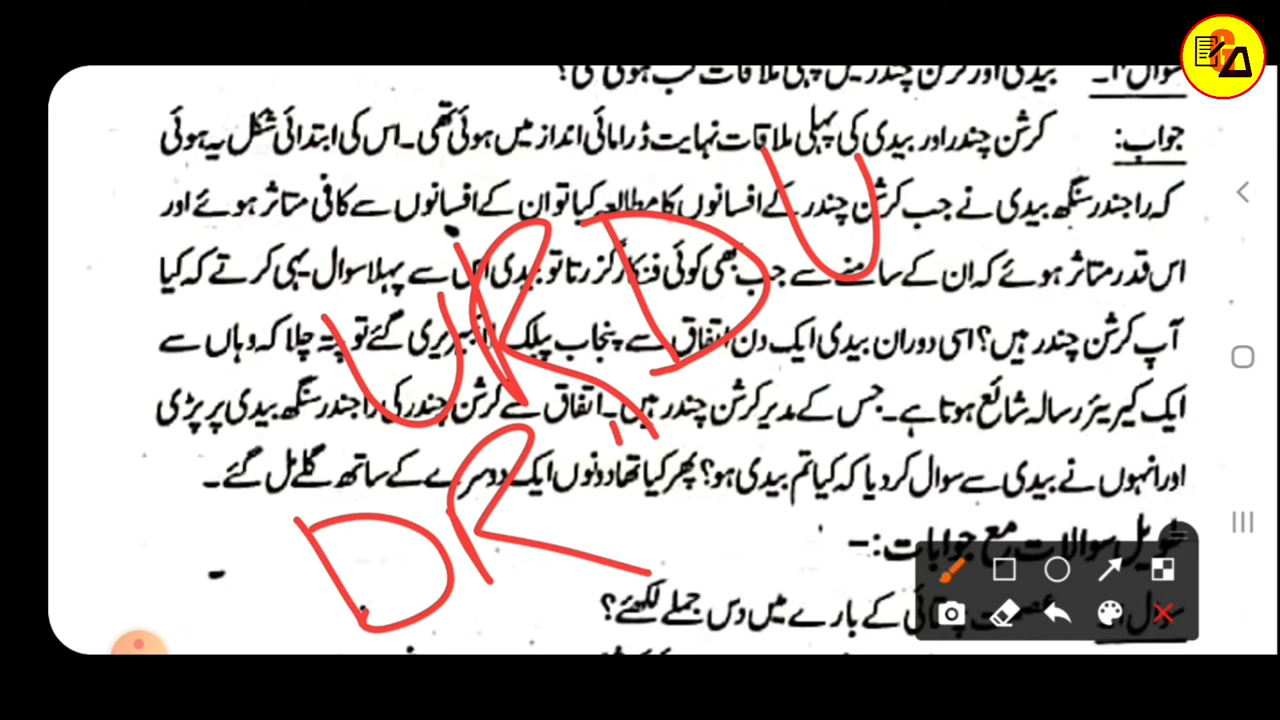 سوال ۲۔ بیدی اور کرشن چندر میں پہلی ملاقات کب ہوئی تھی؟
جواب: کرشن چندر اور بیدی کی پہلی ملاقات نہایت ڈرامائی انداز میں ہوئی تھی۔ اس کی ابتدائی شکل یہ ہوئی
کہ راجندر سنگھ بیدی نے جب کرشن چندر کے افسانوں کا مطالعہ کیا تو ان کے افسانوں سے کافی متاثر ہوئے اور
اس قدر متاثر ہوئے کہ اِن کے سامنے سے جب بھی کوئی فنکار گزرتا تو بیدی اس سے پہلا سوال یہی کرتے کہ کیا
آپ کرشن چندر ہیں؟ اسی دوران بیدی ایک دن اتفاق سے پنجاب پبلک لائبریری گئے تو پتہ چلا کہ وہاں سے
ایک کیریئر رسالہ شائع ہوتا ہے۔ جس کے مدیر کرشن چندر ہیں۔ اتفاق سے کرشن چندر کی راجندر سنگھ بیدی پر پڑی
اور انہوں نے بیدی سے سوال کر دیا کہ کیا تم بیدی ہو؟ پھر کیا تھا دونوں ایک دوسرے کے ساتھ گلے مل گئے۔
طویل سوالات مع جوابات:-
سوال عصمت چغتائی کے بارے میں دس جملے لکھئے؟
URDU
DR
G